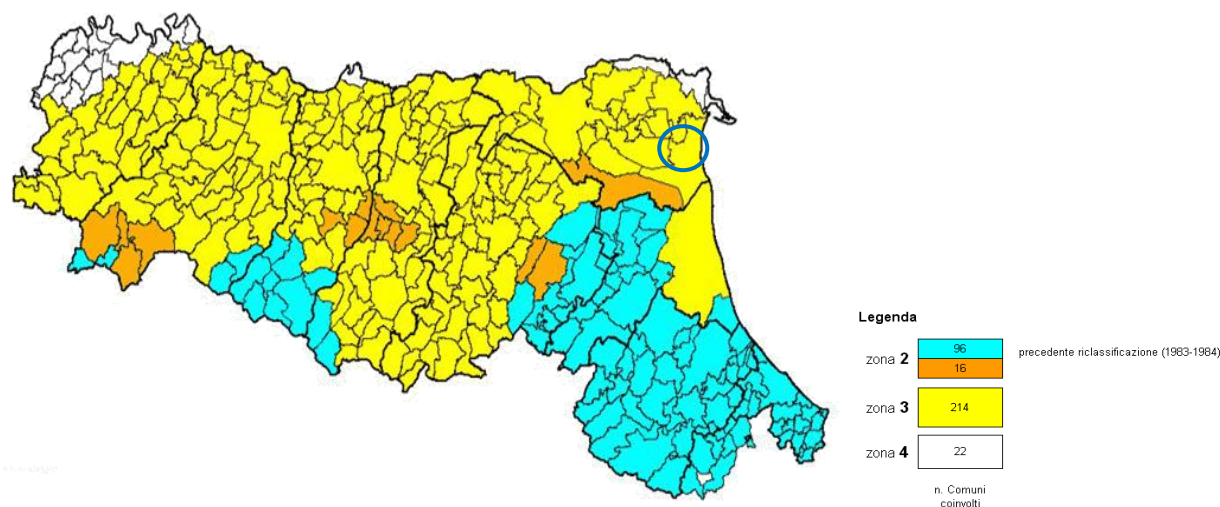 Legenda
zona 2
96
precedente riclassificazione (1983-1984)
16
zona 3
214
zona 4
22
n. Comuni
coinvolti